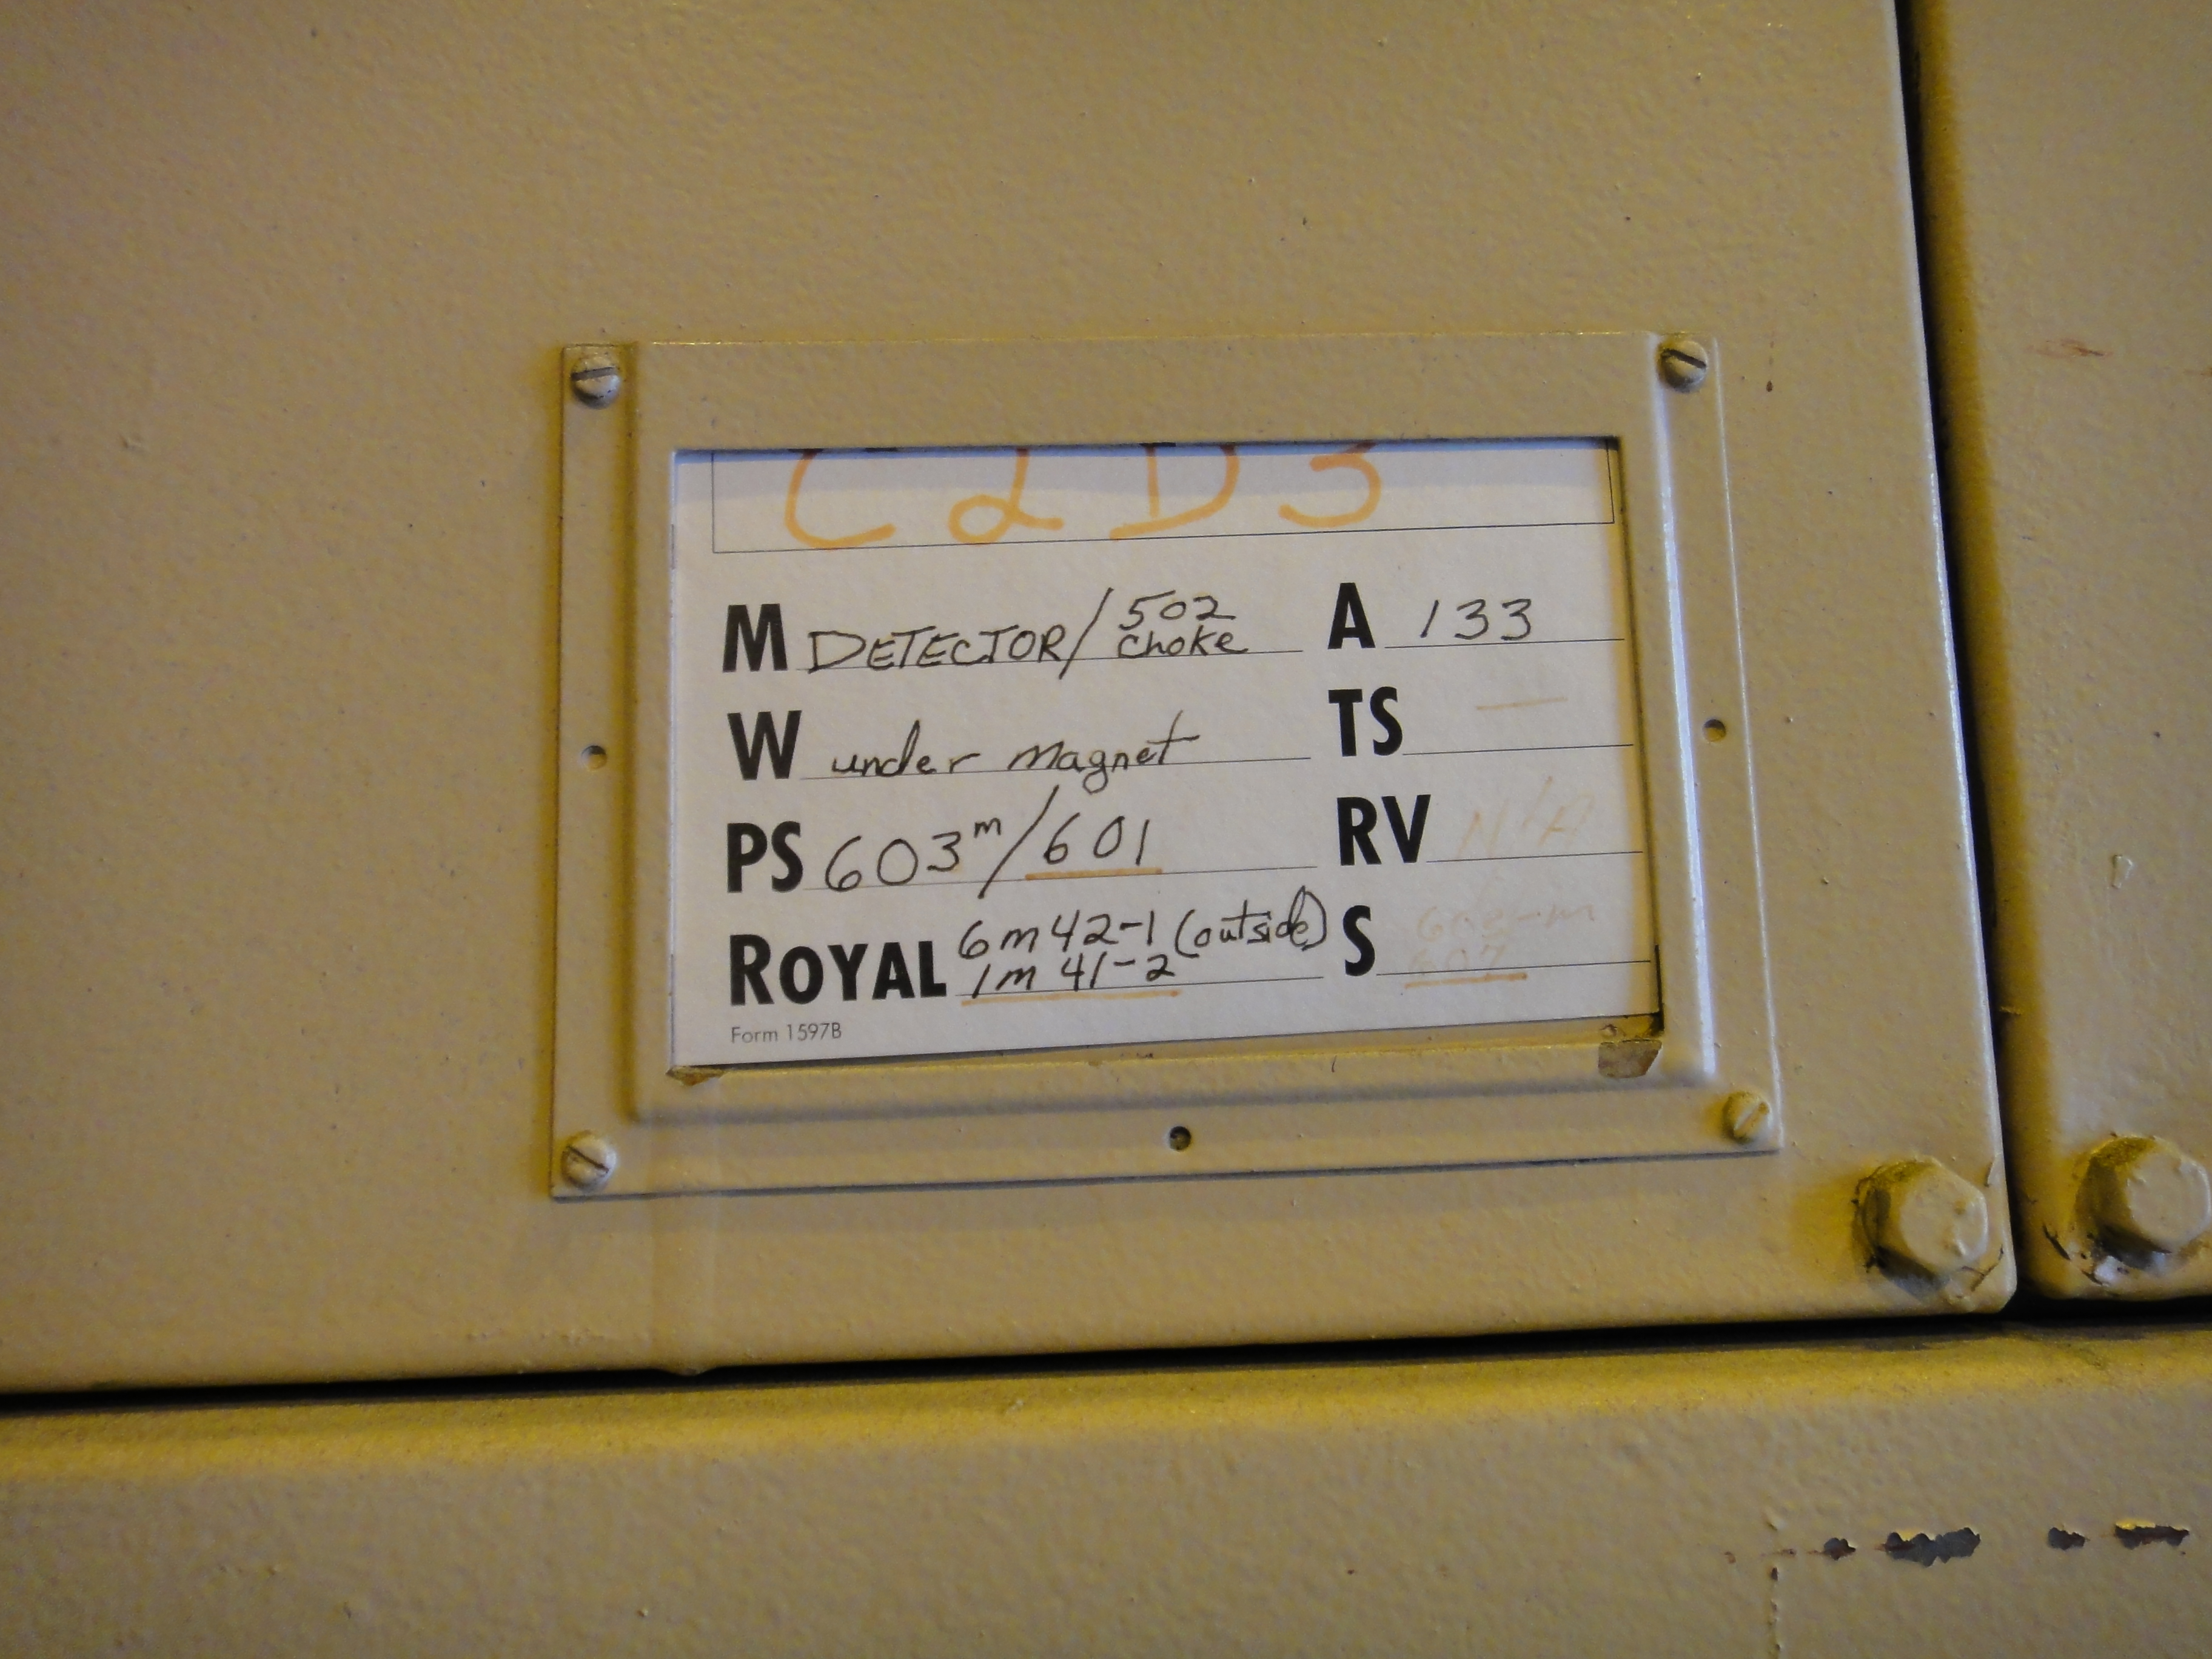 C2D3
M DETECTOR/502 choke A 133
W under magnet TS —
PS 603m/601 RV N/A
ROYAL 6m42-1 (outside) S
1m 41-2 607
Form 1597B